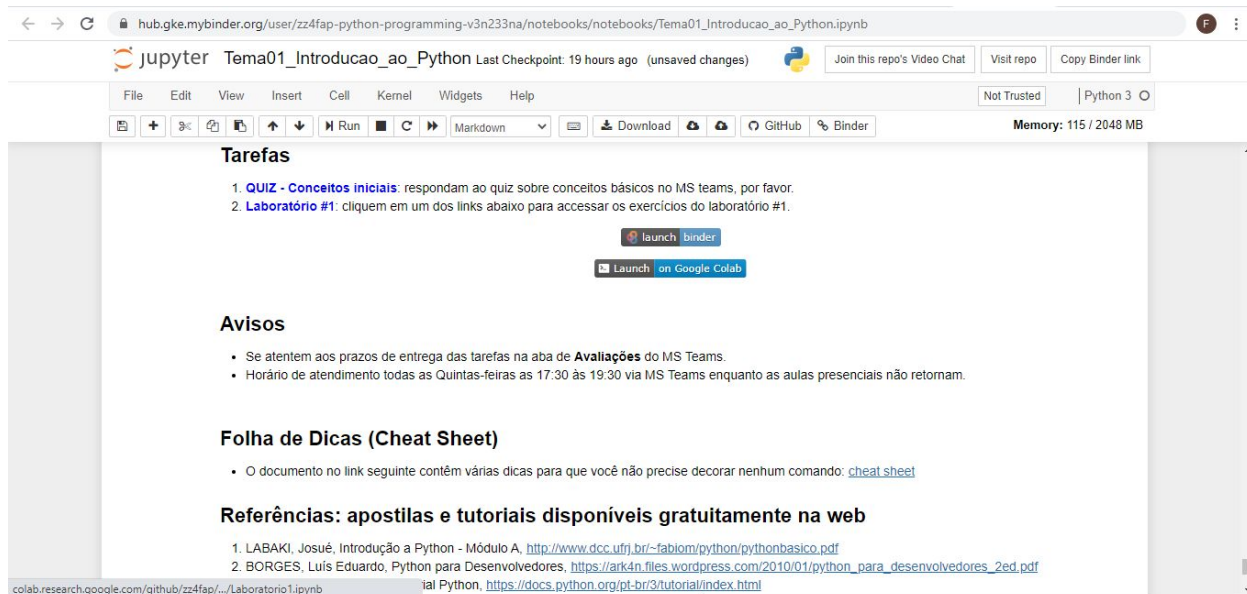 hub.gke.mybinder.org/user/zz4fap-python-programming-v3n233na/notebooks/notebooks/Tema01_Introducao_ao_Python.ipynb
F
jupyter Tema01_Introducao_ao_Python Last Checkpoint: 19 hours ago (unsaved changes) Join this repo's Video Chat Visit repo Copy Binder link
File Edit View Insert Cell Kernel Widgets Help Not Trusted Python 3
Run Markdown Download GitHub Binder Memory: 115 / 2048 MB
Tarefas
1. QUIZ - Conceitos iniciais: respondam ao quiz sobre conceitos básicos no MS teams, por favor.
2. Laboratório #1: cliquem em um dos links abaixo para accessar os exercícios do laboratório #1.
launch binder
Launch on Google Colab
Avisos
• Se atentem aos prazos de entrega das tarefas na aba de Avaliações do MS Teams.
• Horário de atendimento todas as Quintas-feiras as 17:30 às 19:30 via MS Teams enquanto as aulas presenciais não retornam.
Folha de Dicas (Cheat Sheet)
• O documento no link seguinte contêm várias dicas para que você não precise decorar nenhum comando: cheat sheet
Referências: apostilas e tutoriais disponíveis gratuitamente na web
1. LABAKI, Josué, Introdução a Python - Módulo A, http://www.dcc.ufrj.br/~fabiom/python/pythonbasico.pdf
2. BORGES, Luís Eduardo, Python para Desenvolvedores, https://ark4n.files.wordpress.com/2010/01/python_para_desenvolvedores_2ed.pdf
colab.research.google.com/github/zz4fap/.../Laboratorio1.ipynb ial Python, https://docs.python.org/pt-br/3/tutorial/index.html